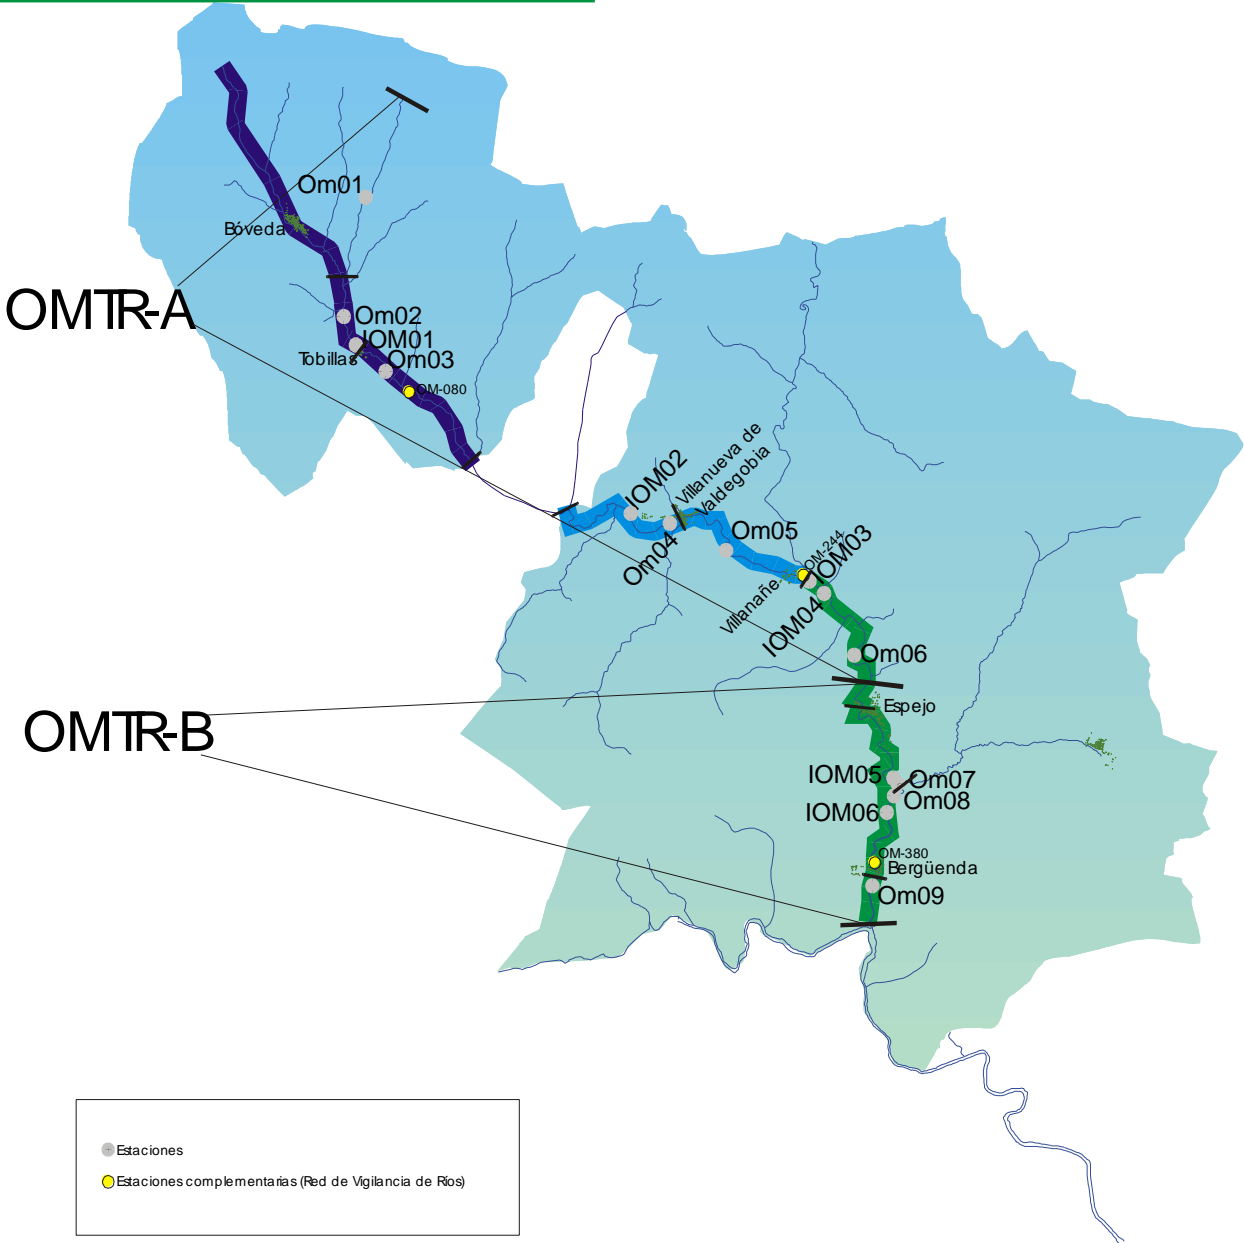 Om01
Bóveda
OMTR-A
Om02
IOM01
Tobillas
Om03
OM-080
IOM02
Villanueva de
Valdegobia
Om04
Om05
OM-244
IOM03
Villanañe
IOM04
Om06
Espejo
OMTR-B
IOM05
Om07
Om08
IOM06
OM-380
Bergüenda
Om09
Estaciones
Estaciones complementarias (Red de Vigilancia de Ríos)